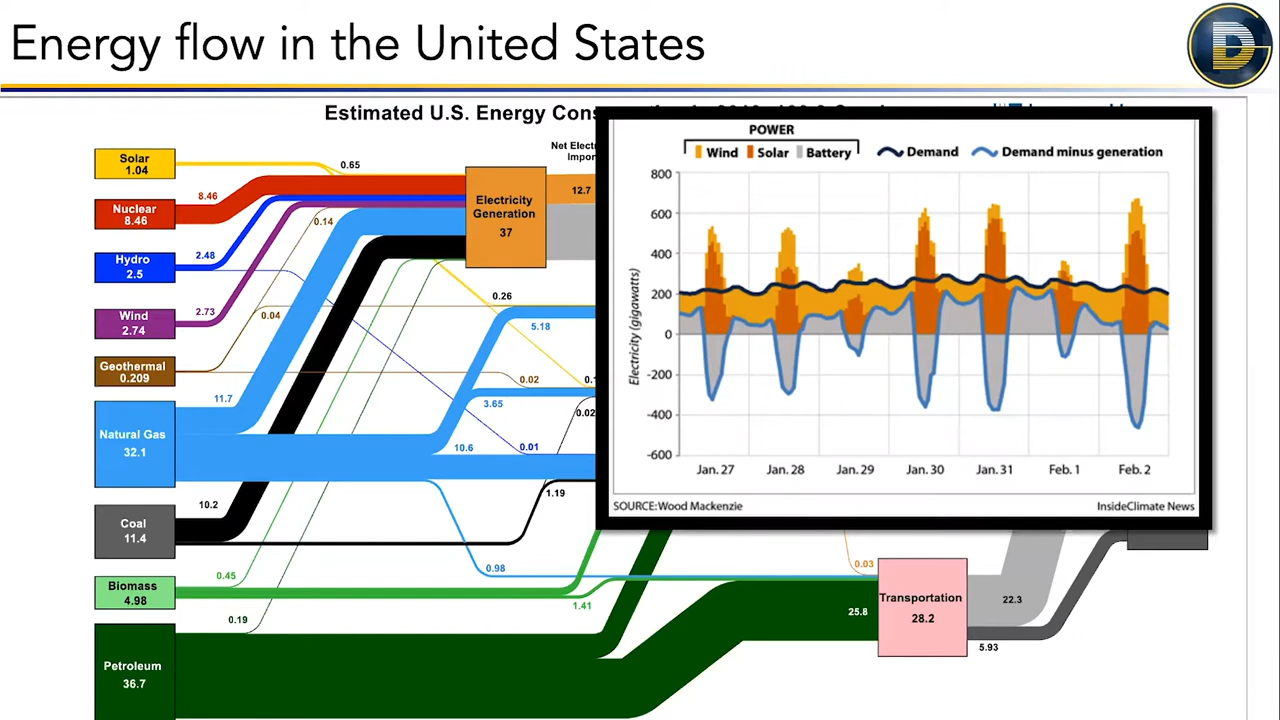 Energy flow in the United States
Estimated U.S. Energy
Solar
1.04
0.65
Nuclear
8.46
8.46
Hydro
2.5
2.48
Wind
2.74
2.73
Geothermal
0.209
0.14
0.04
0.02
Natural Gas
32.1
11.7
10.6
5.18
3.65
0.26
0.01
0.02
Coal
11.4
10.2
1.19
Biomass
4.98
0.45
0.98
1.41
Petroleum
36.7
0.19
Net
Electricity
Generation
37
12.7
0.03
25.8
Transportation
28.2
22.3
5.93
POWER
Wind Solar Battery Demand Demand minus generation
Electricity (gigawatts)
800
600
400
200
0
-200
-400
-600
Jan. 27 Jan. 28 Jan. 29 Jan. 30 Jan. 31 Feb. 1 Feb. 2
SOURCE: Wood Mackenzie
InsideClimate News